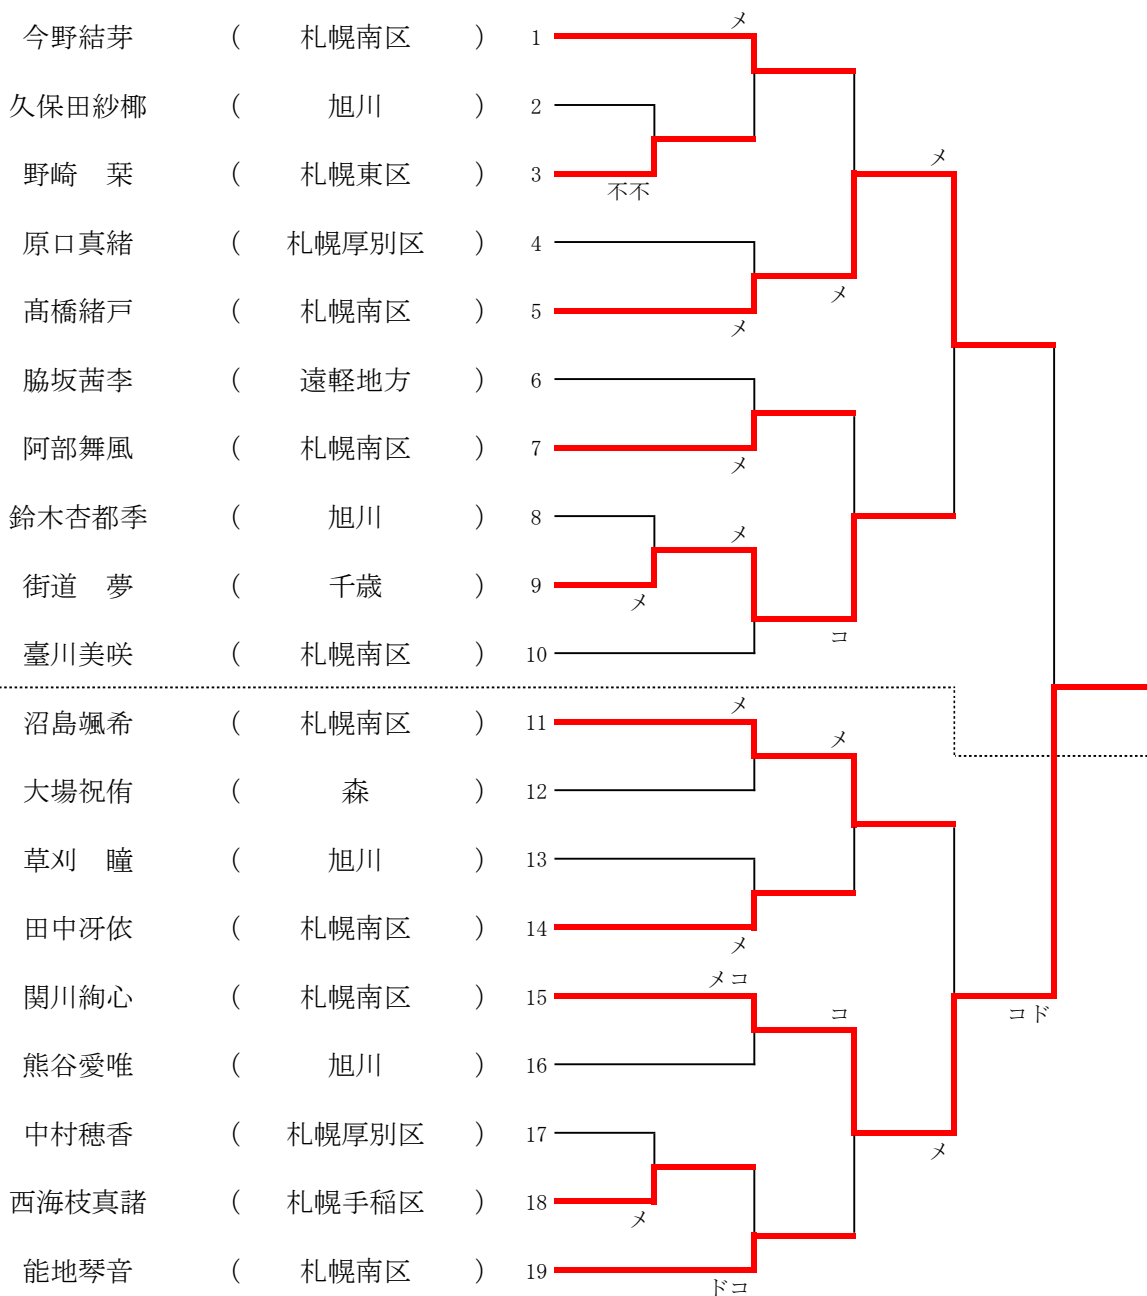 メ
今野結芽 ( 札幌南区 ) 1
久保田紗椰 ( 旭川 ) 2
メ
野崎　栞 ( 札幌東区 ) 3
不不
原口真緒 ( 札幌厚別区 ) 4
メ
髙橋緒戸 ( 札幌南区 ) 5
メ
脇坂茜李 ( 遠軽地方 ) 6
阿部舞風 ( 札幌南区 ) 7
メ
鈴木杏都季 ( 旭川 ) 8
メ
街道　夢 ( 千歳 ) 9
メ
コ
臺川美咲 ( 札幌南区 ) 10
メ
沼島颯希 ( 札幌南区 ) 11
メ
大場祝侑 ( 森 ) 12
草刈　瞳 ( 旭川 ) 13
田中冴依 ( 札幌南区 ) 14
メ
メコ
関川絢心 ( 札幌南区 ) 15
コ
コド
熊谷愛唯 ( 旭川 ) 16
中村穂香 ( 札幌厚別区 ) 17
メ
西海枝真諸 ( 札幌手稲区 ) 18
メ
能地琴音 ( 札幌南区 ) 19
ドコ